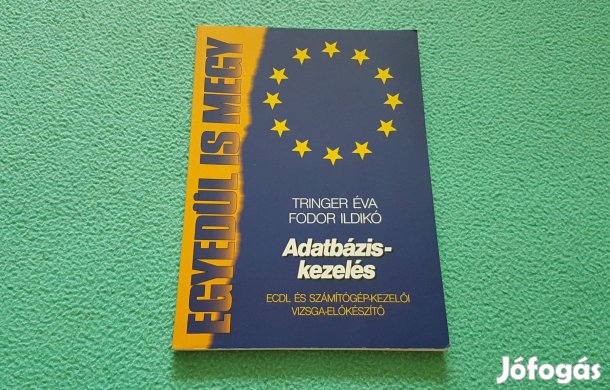 EGYEDÜL IS MEGY
TRINGER ÉVA
FODOR ILDIKÓ
Adatbázis-
kezelés
ECDL ÉS SZÁMÍTÓGÉP-KEZELŐI
VIZSGA-ELŐKÉSZÍTŐ
Jófogás